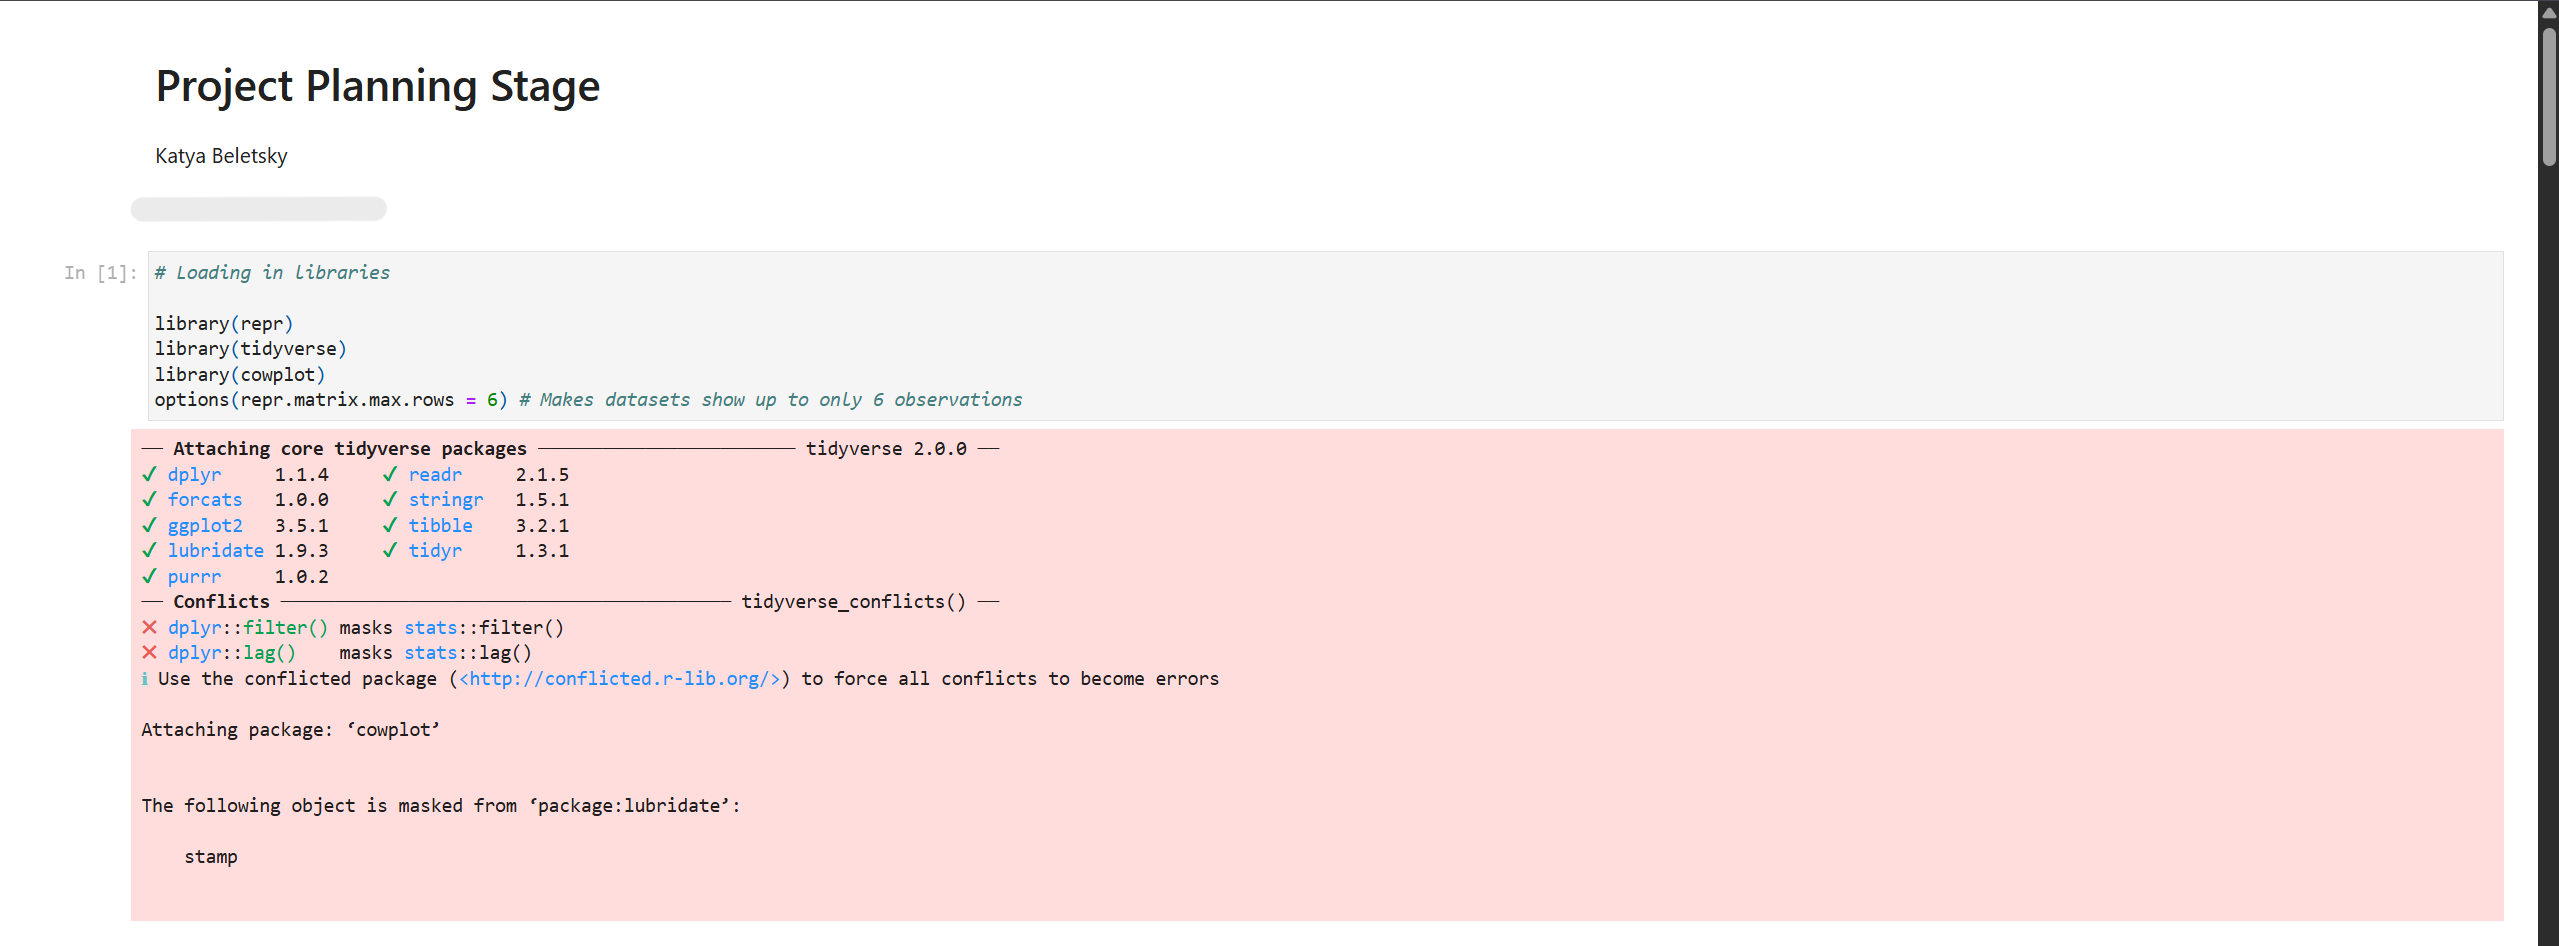 Project Planning Stage
Katya Beletsky
In [1]:
# Loading in libraries
library(repr)
library(tidyverse)
library(cowplot)
options(repr.matrix.max.rows = 6) # Makes datasets show up to only 6 observations
── Attaching core tidyverse packages ──────────────────────── tidyverse 2.0.0 ──
✔ dplyr     1.1.4     ✔ readr     2.1.5
✔ forcats   1.0.0     ✔ stringr   1.5.1
✔ ggplot2   3.5.1     ✔ tibble    3.2.1
✔ lubridate 1.9.3     ✔ tidyr     1.3.1
✔ purrr     1.0.2
── Conflicts ────────────────────────────────────────── tidyverse_conflicts() ──
✖ dplyr::filter() masks stats::filter()
✖ dplyr::lag()    masks stats::lag()
ℹ Use the conflicted package (<http://conflicted.r-lib.org/>) to force all conflicts to become errors
Attaching package: ‘cowplot’
The following object is masked from ‘package:lubridate’:
stamp